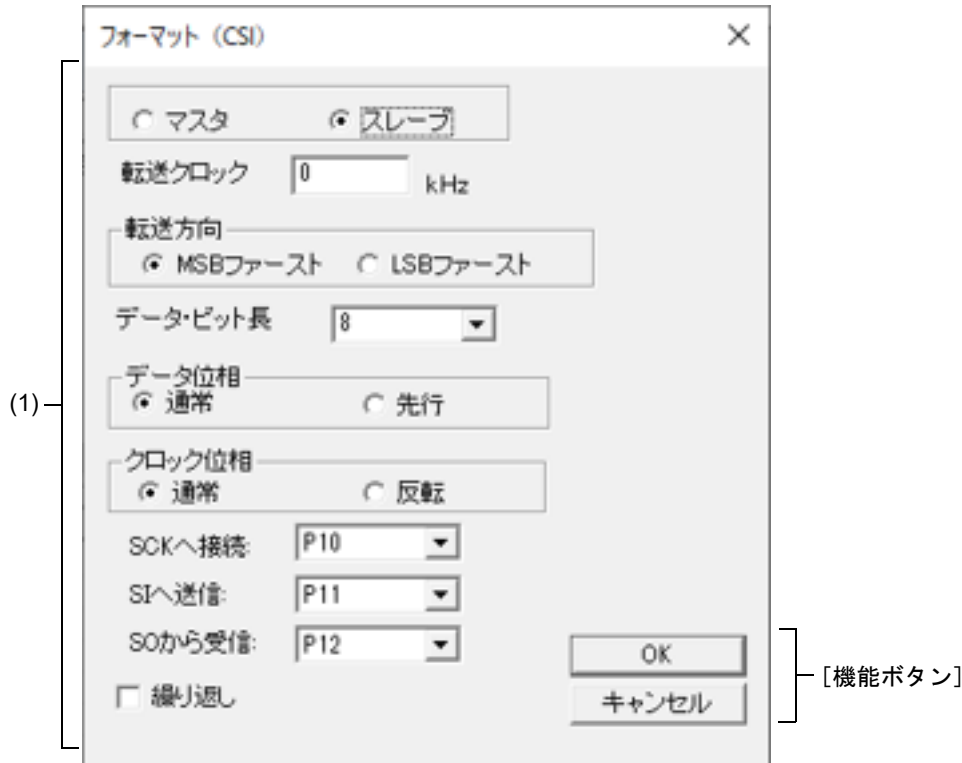 フォーマット (CSI)
マスタ スレーブ
転送クロック 0 kHz
転送方向
MSBファースト LSBファースト
データ・ビット長 8
データ位相
通常 先行
(1)
クロック位相
通常 反転
SCKへ接続: P10
SIへ送信: P11
SOから受信: P12
OK
[機能ボタン]
繰り返し
キャンセル